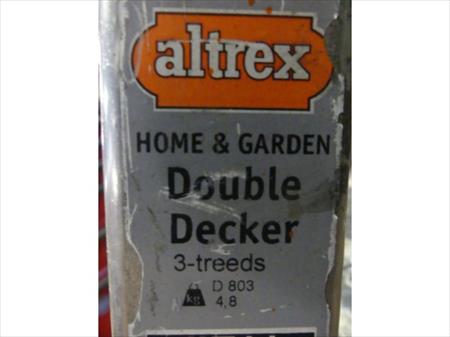 altrex
HOME & GARDEN
Double
Decker
3-treeds
D 803
kg 4,8